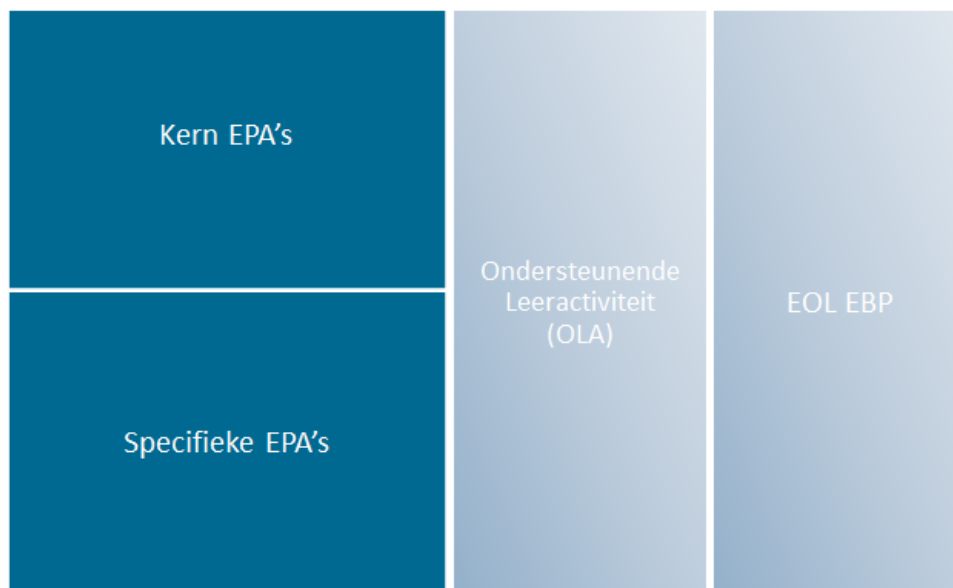 Kern EPA's
Specifieke EPA's
Ondersteunende
Leeractiviteit
(OLA)
EOL EBP